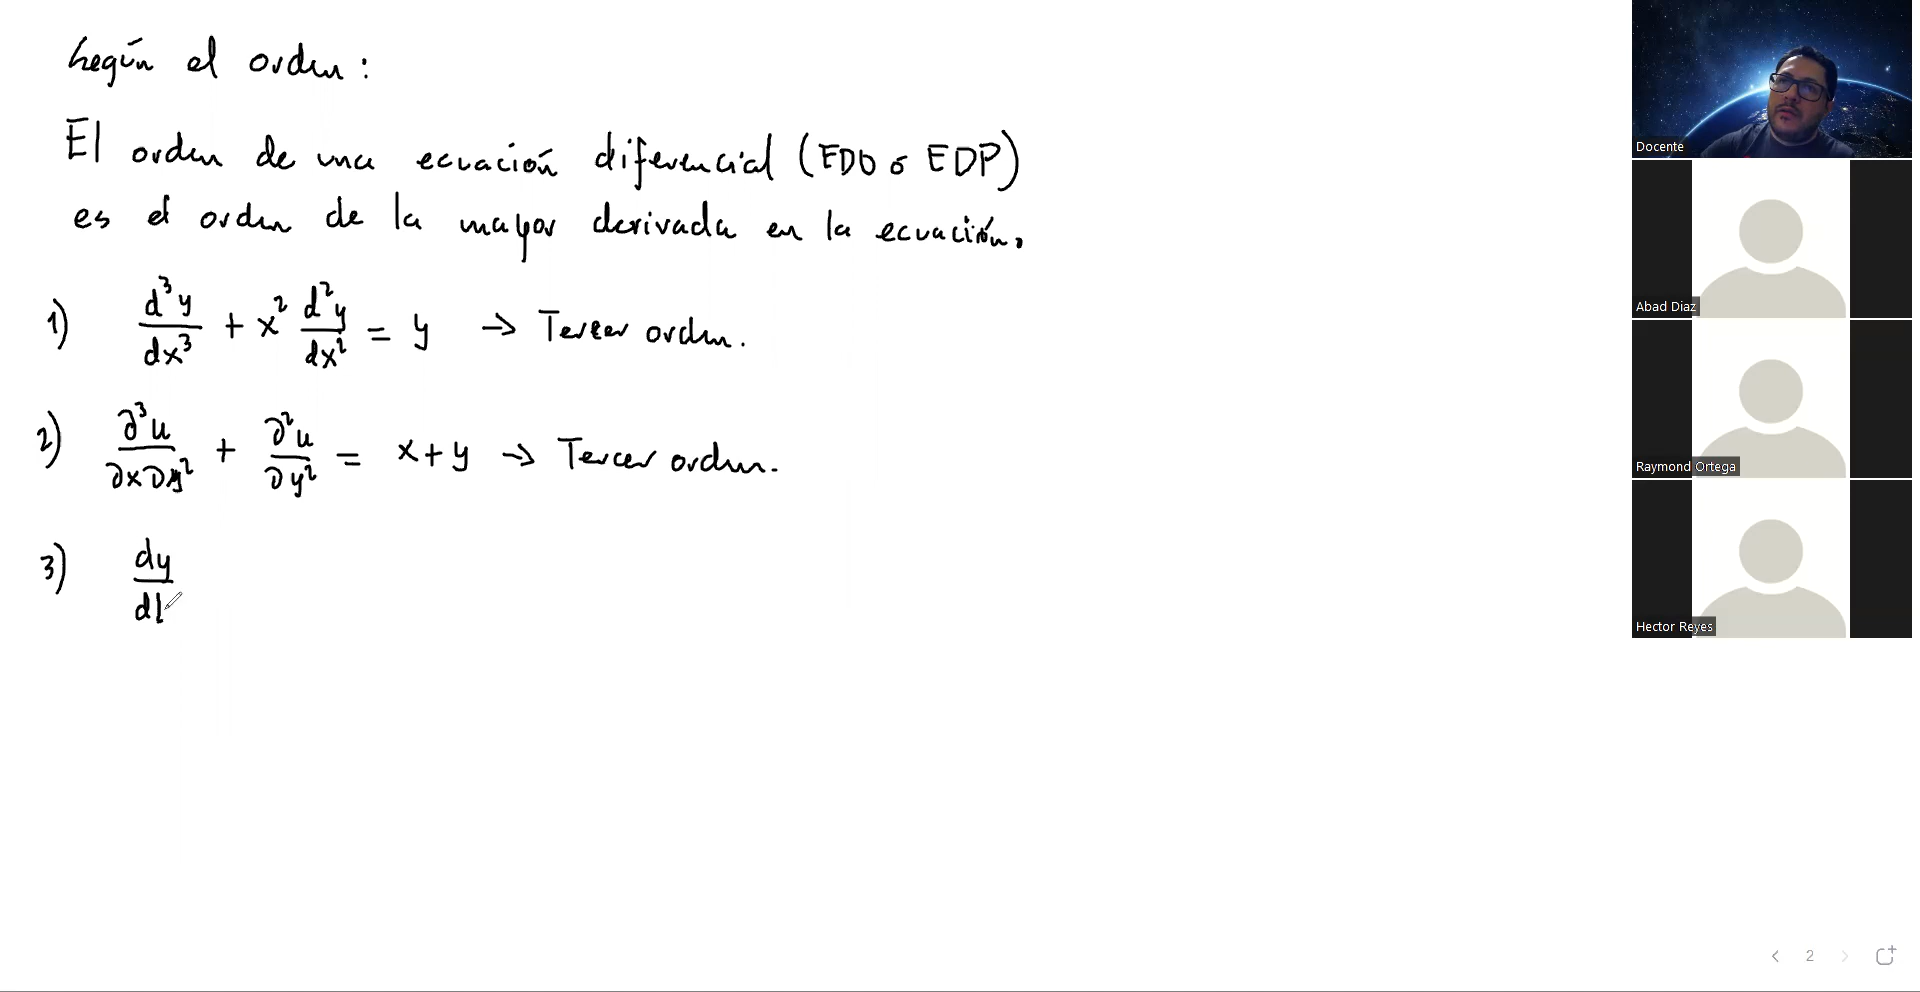 Según el orden:
El orden de una ecuación diferencial (EDO o EDP)
es el orden de la mayor derivada en la ecuación.
1) d³y/dx³ + x² d²y/dx² = y → Tercer orden.
2) ∂³u/∂x∂y² + ∂²u/∂y² = x+y → Tercer orden.
3) dy/d
Docente
Abad Diaz
Raymond Ortega
Hector Reyes
2